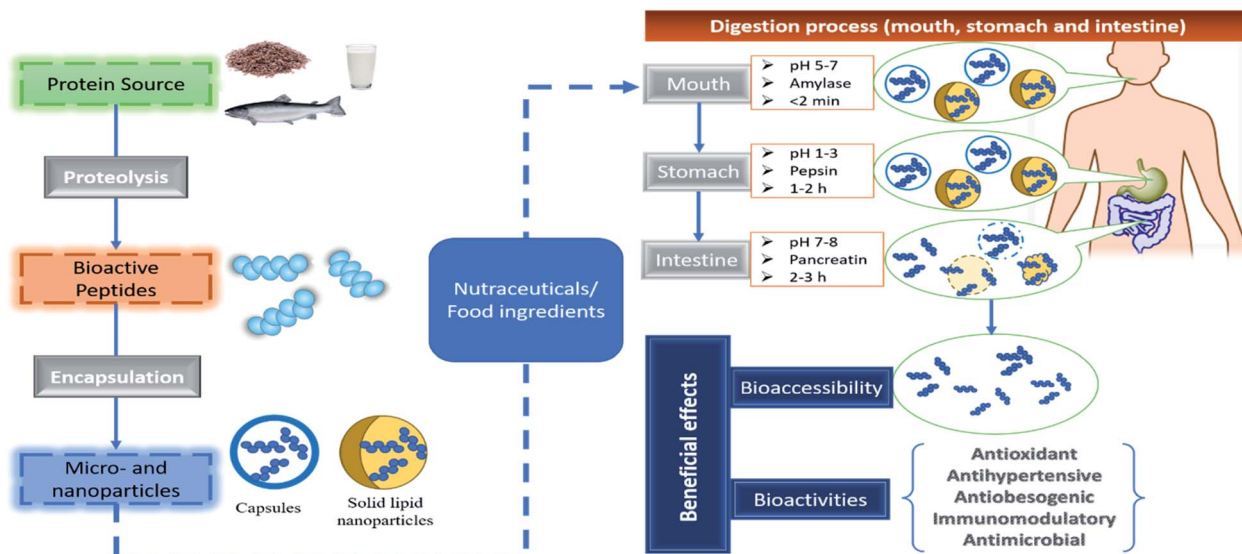 Protein Source
Proteolysis
Bioactive
Peptides
Encapsulation
Micro- and
nanoparticles
Capsules
Solid lipid
nanoparticles
Nutraceuticals/
Food ingredients
Digestion process (mouth, stomach and intestine)
Mouth
➢ pH 5-7
➢ Amylase
➢ <2 min
Stomach
➢ pH 1-3
➢ Pepsin
➢ 1-2 h
Intestine
➢ pH 7-8
➢ Pancreatin
➢ 2-3 h
Beneficial effects
Bioaccessibility
Bioactivities
Antioxidant
Antihypertensive
Antiobesogenic
Immunomodulatory
Antimicrobial